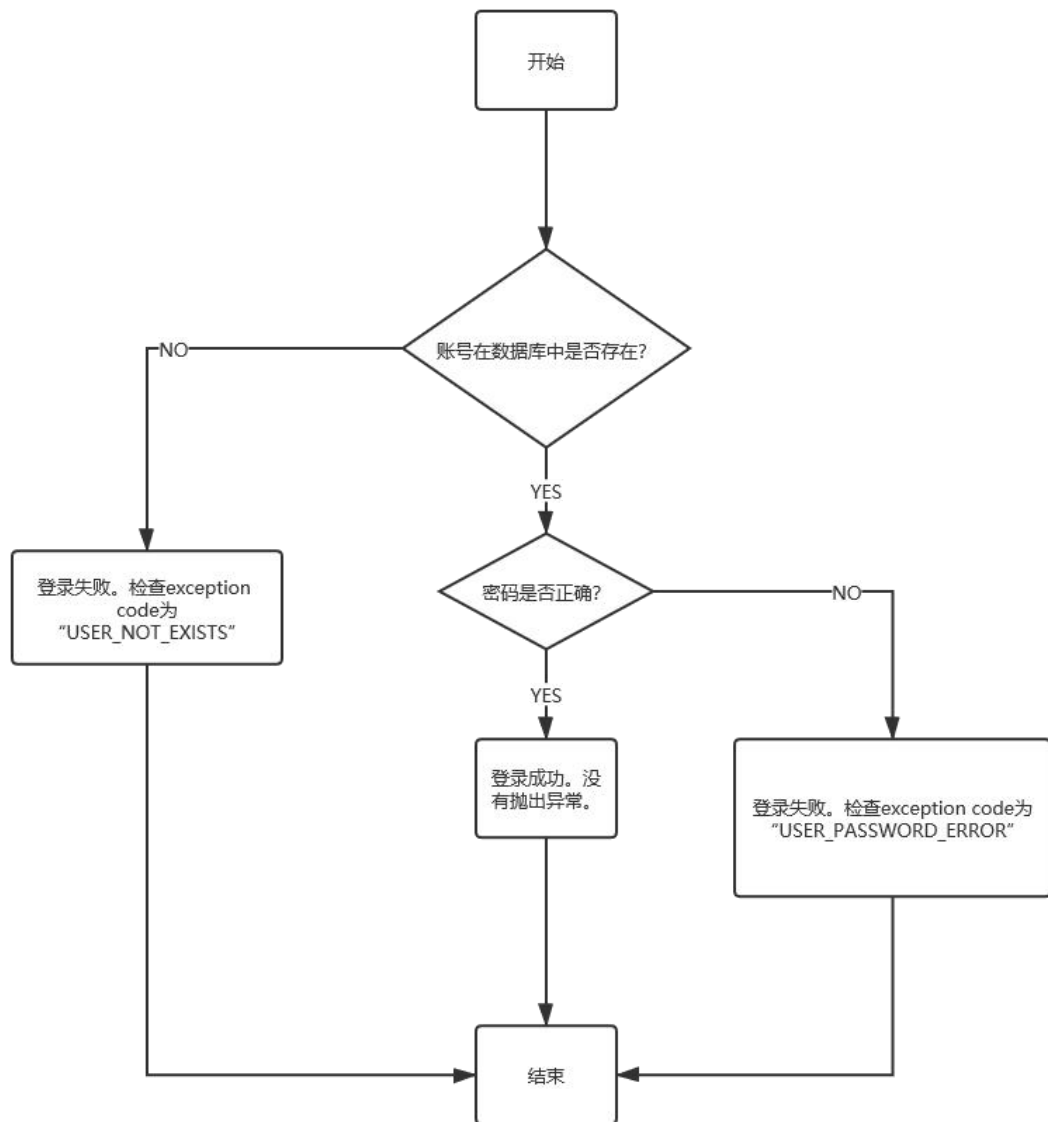 开始
账号在数据库中是否存在?
NO
YES
登录失败。检查exception
code为
“USER_NOT_EXISTS”
密码是否正确?
NO
YES
登录成功。没
有抛出异常。
登录失败。检查exception code为
“USER_PASSWORD_ERROR”
结束